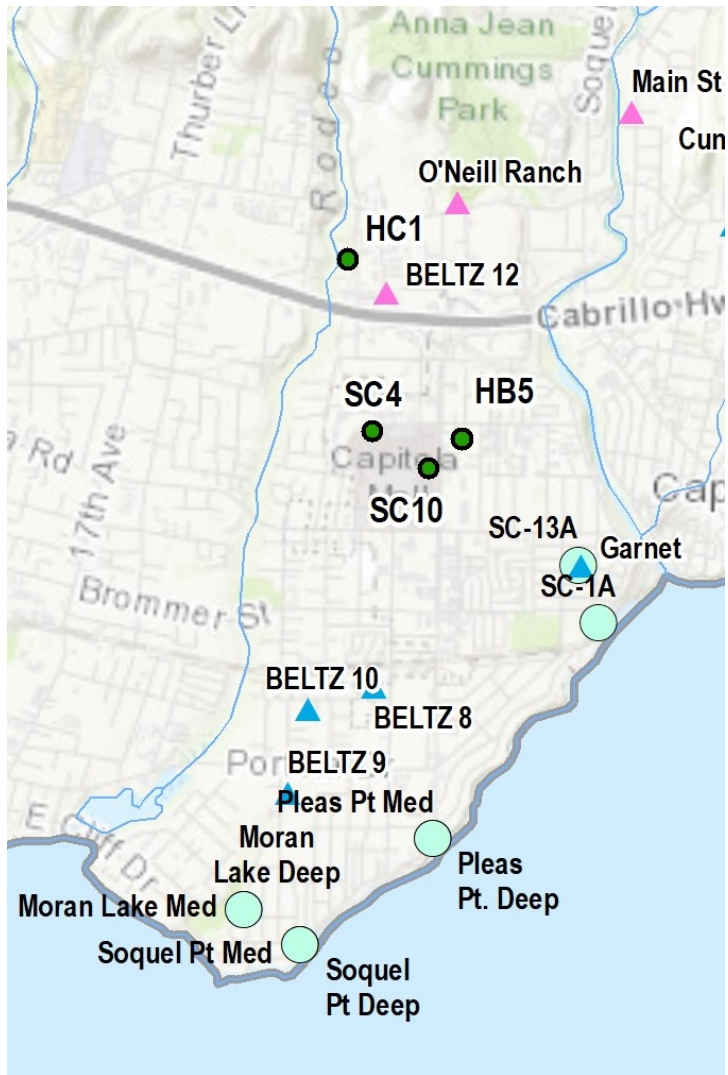 Anna Jean
Cummings
Park
Thurber Ln
Rodeo
Soquel
Main St
Cun
O'Neill Ranch
HC1
BELTZ 12
Cabrillo Hw
SC4
HB5
Capitola
Mall
SC10
a Rd
17th Ave
Cap
SC-13A
Garnet
SC-1A
Brommer St
BELTZ 10
BELTZ 8
BELTZ 9
Pleas Pt Med
E Cliff Dr
Moran
Lake Deep
Pleas
Pt. Deep
Moran Lake Med
Soquel Pt Med
Soquel
Pt Deep